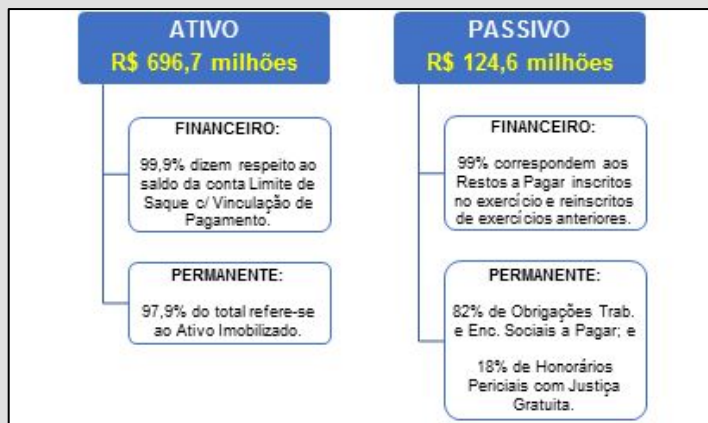 ATIVO
R$ 696,7 milhões
FINANCEIRO:
99,9% dizem respeito ao
saldo da conta Limite de
Saque c/ Vinculação de
Pagamento.
PERMANENTE:
97,9% do total refere-se
ao Ativo Imobilizado.
PASSIVO
R$ 124,6 milhões
FINANCEIRO:
99% correspondem aos
Restos a Pagar inscritos
no exercício e reinscritos
de exercícios anteriores.
PERMANENTE:
82% de Obrigações Trab.
e Enc. Sociais a Pagar; e
18% de Honorários
Periciais com Justiça
Gratuita.